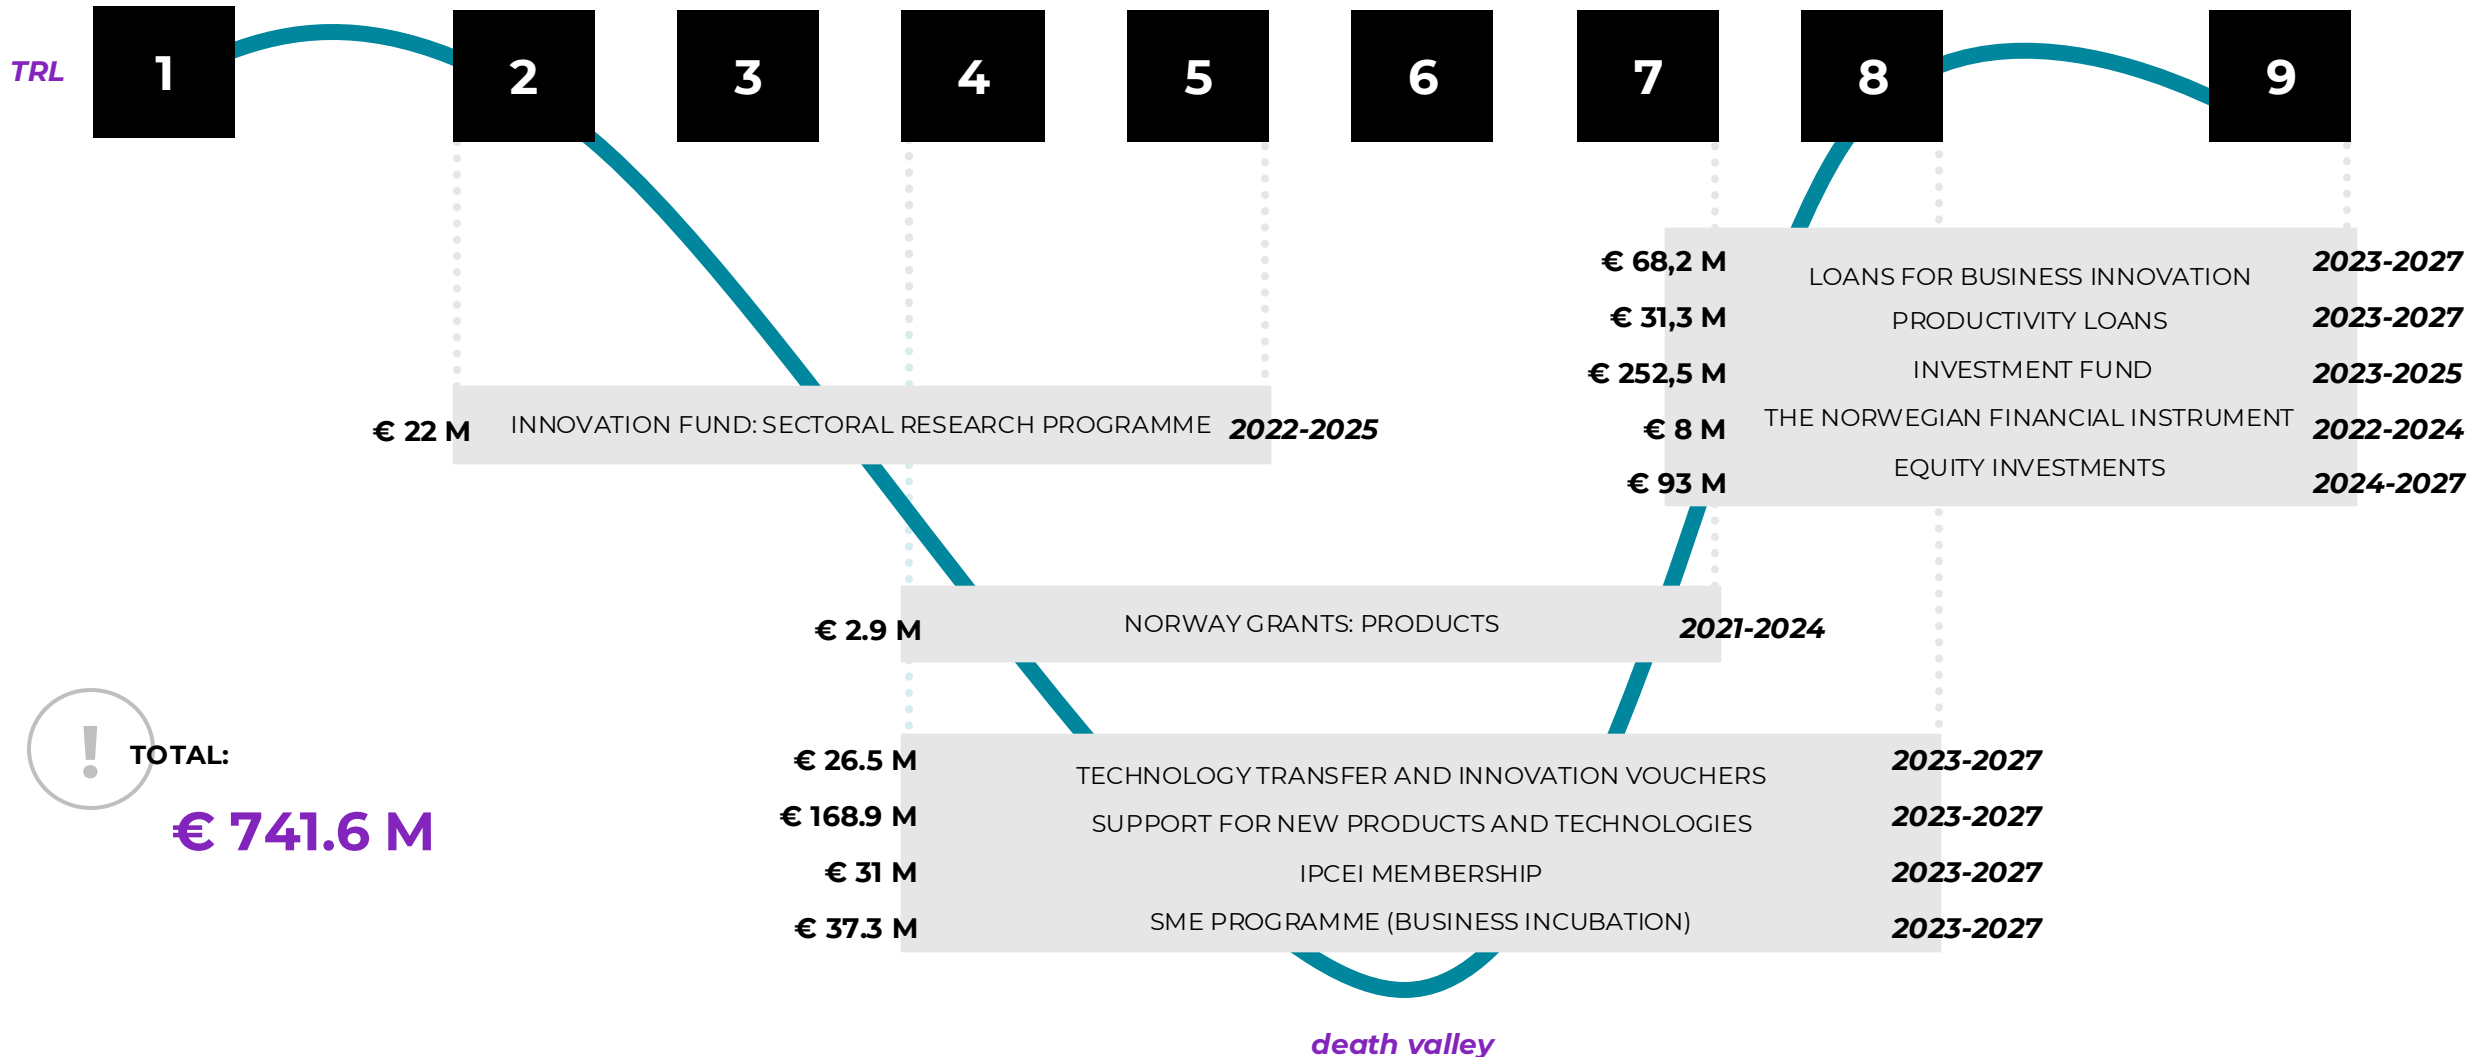 TRL 1 2 3 4 5 6 7 8 9
€ 68,2 M LOANS FOR BUSINESS INNOVATION 2023-2027
€ 31,3 M PRODUCTIVITY LOANS 2023-2027
€ 252,5 M INVESTMENT FUND 2023-2025
€ 8 M THE NORWEGIAN FINANCIAL INSTRUMENT 2022-2024
€ 93 M EQUITY INVESTMENTS 2024-2027
€ 22 M INNOVATION FUND: SECTORAL RESEARCH PROGRAMME 2022-2025
€ 2.9 M NORWAY GRANTS: PRODUCTS 2021-2024
! TOTAL:
€ 741.6 M
€ 26.5 M TECHNOLOGY TRANSFER AND INNOVATION VOUCHERS 2023-2027
€ 168.9 M SUPPORT FOR NEW PRODUCTS AND TECHNOLOGIES 2023-2027
€ 31 M IPCEI MEMBERSHIP 2023-2027
€ 37.3 M SME PROGRAMME (BUSINESS INCUBATION) 2023-2027
death valley